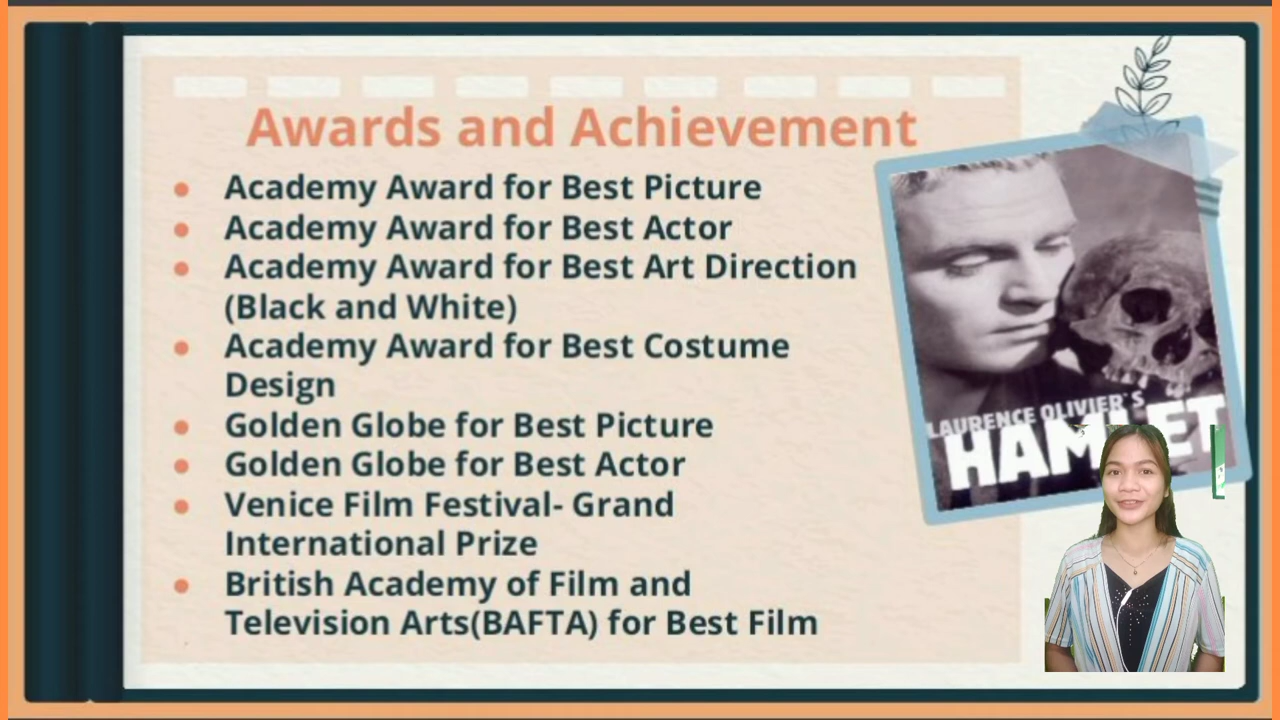 Awards and Achievement
Academy Award for Best Picture
Academy Award for Best Actor
Academy Award for Best Art Direction
(Black and White)
Academy Award for Best Costume
Design
Golden Globe for Best Picture
Golden Globe for Best Actor
Venice Film Festival- Grand
International Prize
British Academy of Film and
Television Arts(BAFTA) for Best Film
LAURENCE OLIVIER'S
HAMLET